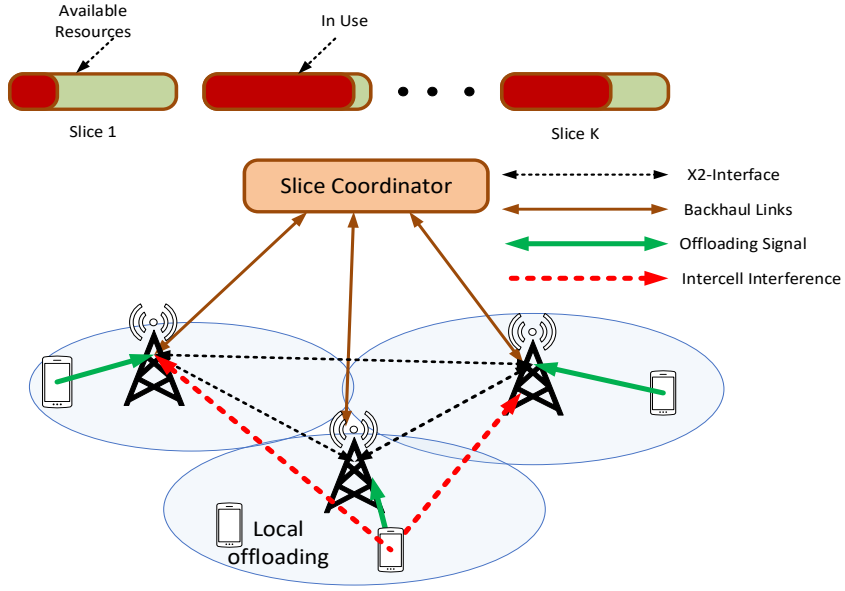 Available
Resources
In Use
Slice 1
Slice K
Slice Coordinator
X2-Interface
Backhaul Links
Offloading Signal
Intercell Interference
Local
offloading